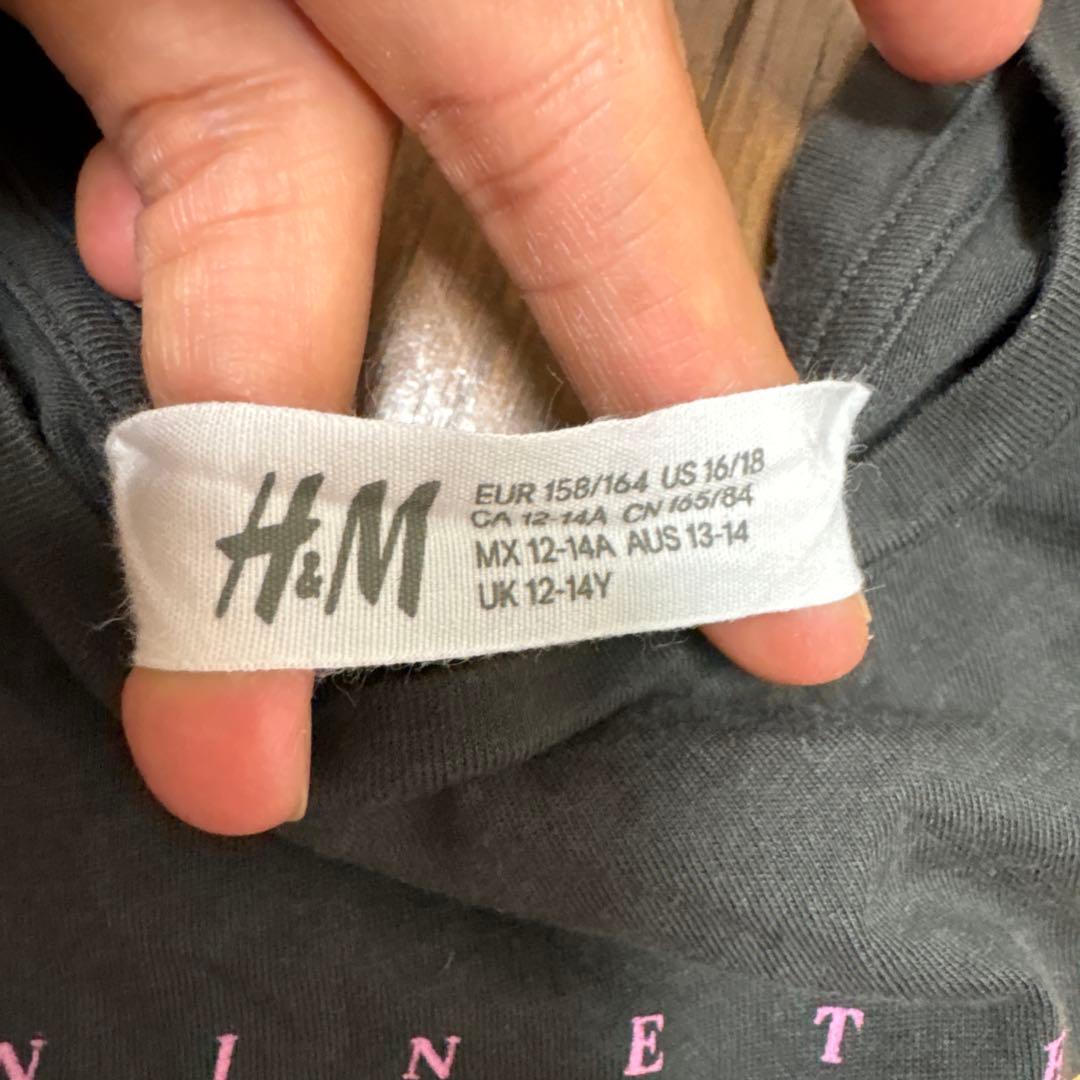 H&M
EUR 158/164 US 16/18
CA 12-14A CN 165/84
MX 12-14A AUS 13-14
UK 12-14Y
N I N E T